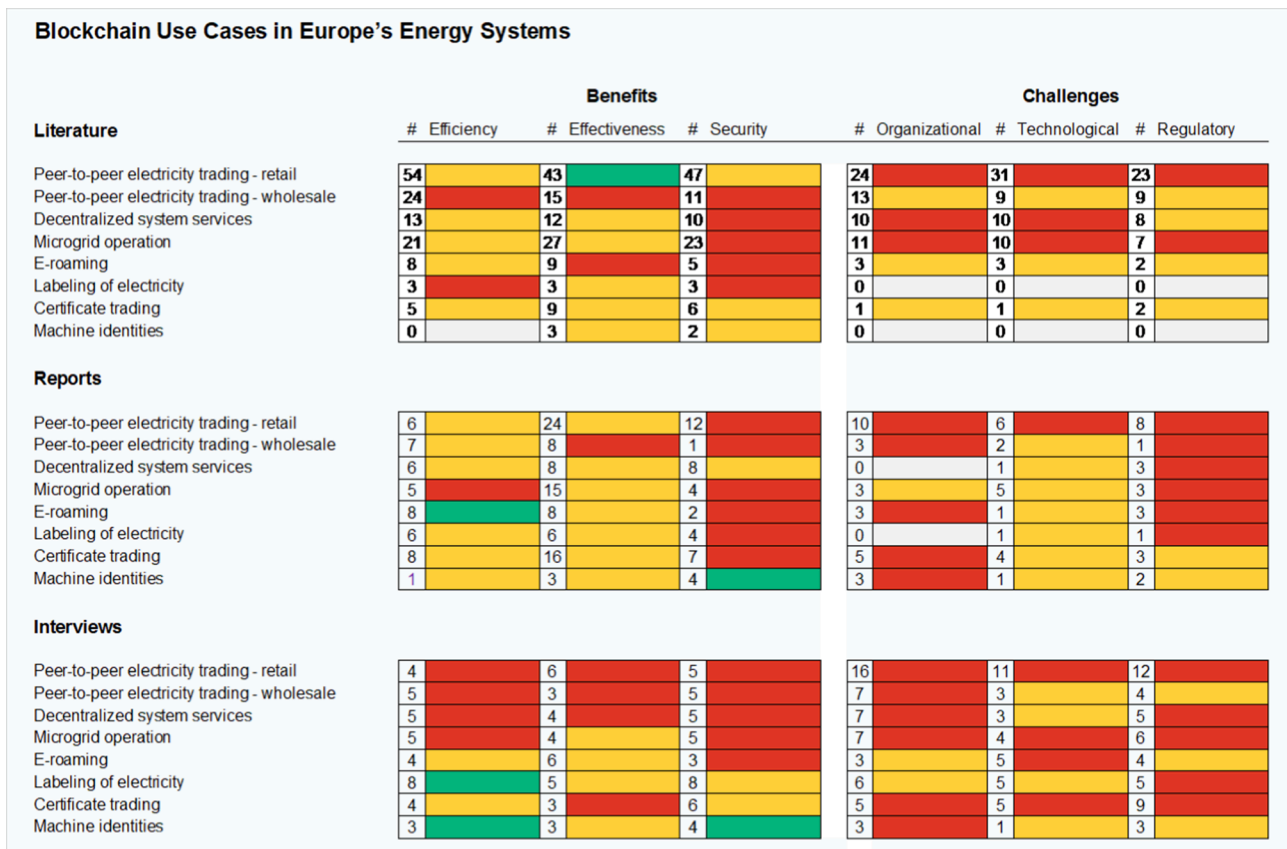 Blockchain Use Cases in Europe's Energy Systems
Benefits Challenges
Literature # Efficiency # Effectiveness # Security # Organizational # Technological # Regulatory
Peer-to-peer electricity trading - retail 54 43 47 24 31 23
Peer-to-peer electricity trading - wholesale 24 15 11 13 9 9
Decentralized system services 13 12 10 10 10 8
Microgrid operation 21 27 23 11 10 7
E-roaming 8 9 5 3 3 2
Labeling of electricity 3 3 3 0 0 0
Certificate trading 5 9 6 1 1 2
Machine identities 0 3 2 0 0 0
Reports
Peer-to-peer electricity trading - retail 6 24 12 10 6 8
Peer-to-peer electricity trading - wholesale 7 8 1 3 2 1
Decentralized system services 6 8 8 0 1 3
Microgrid operation 5 15 4 3 5 3
E-roaming 8 8 2 3 1 3
Labeling of electricity 6 6 4 0 1 1
Certificate trading 8 16 7 5 4 3
Machine identities 1 3 4 3 1 2
Interviews
Peer-to-peer electricity trading - retail 4 6 5 16 11 12
Peer-to-peer electricity trading - wholesale 5 3 5 7 3 4
Decentralized system services 5 4 5 7 3 5
Microgrid operation 5 4 5 7 4 6
E-roaming 4 6 3 3 5 4
Labeling of electricity 8 5 8 6 5 5
Certificate trading 4 3 6 5 5 9
Machine identities 3 3 4 3 1 3